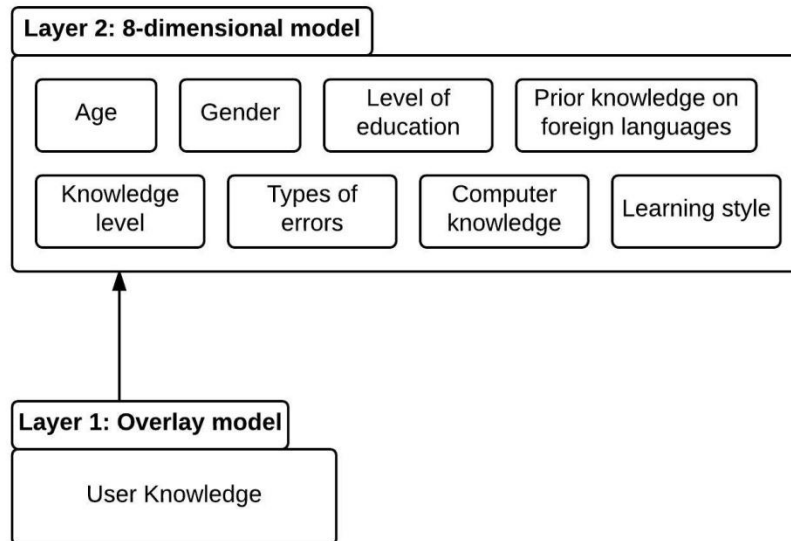 Layer 2: 8-dimensional model
Age
Gender
Level of
education
Prior knowledge on
foreign languages
Knowledge
level
Types of
errors
Computer
knowledge
Learning style
Layer 1: Overlay model
User Knowledge